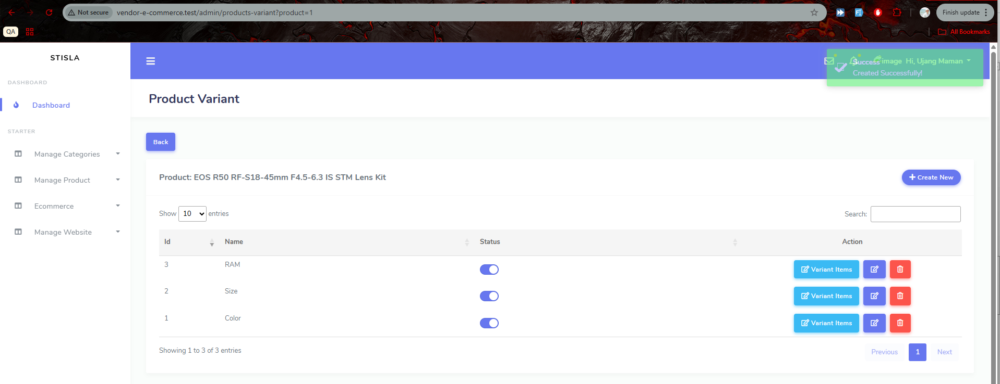 Not secure vendor-e-commerce.test/admin/products-variant?product=1 Finish update
QA All Bookmarks
STISLA
image Hi, Ujang Maman
Success
Created Successfully!
DASHBOARD
Dashboard
STARTER
Manage Categories
Manage Product
Ecommerce
Manage Website
Product Variant
Back
Product: EOS R50 RF-S18-45mm F4.5-6.3 IS STM Lens Kit
Create New
Show 10 entries Search:
Id Name Status Action
3 RAM Variant Items
2 Size Variant Items
1 Color Variant Items
Showing 1 to 3 of 3 entries Previous 1 Next